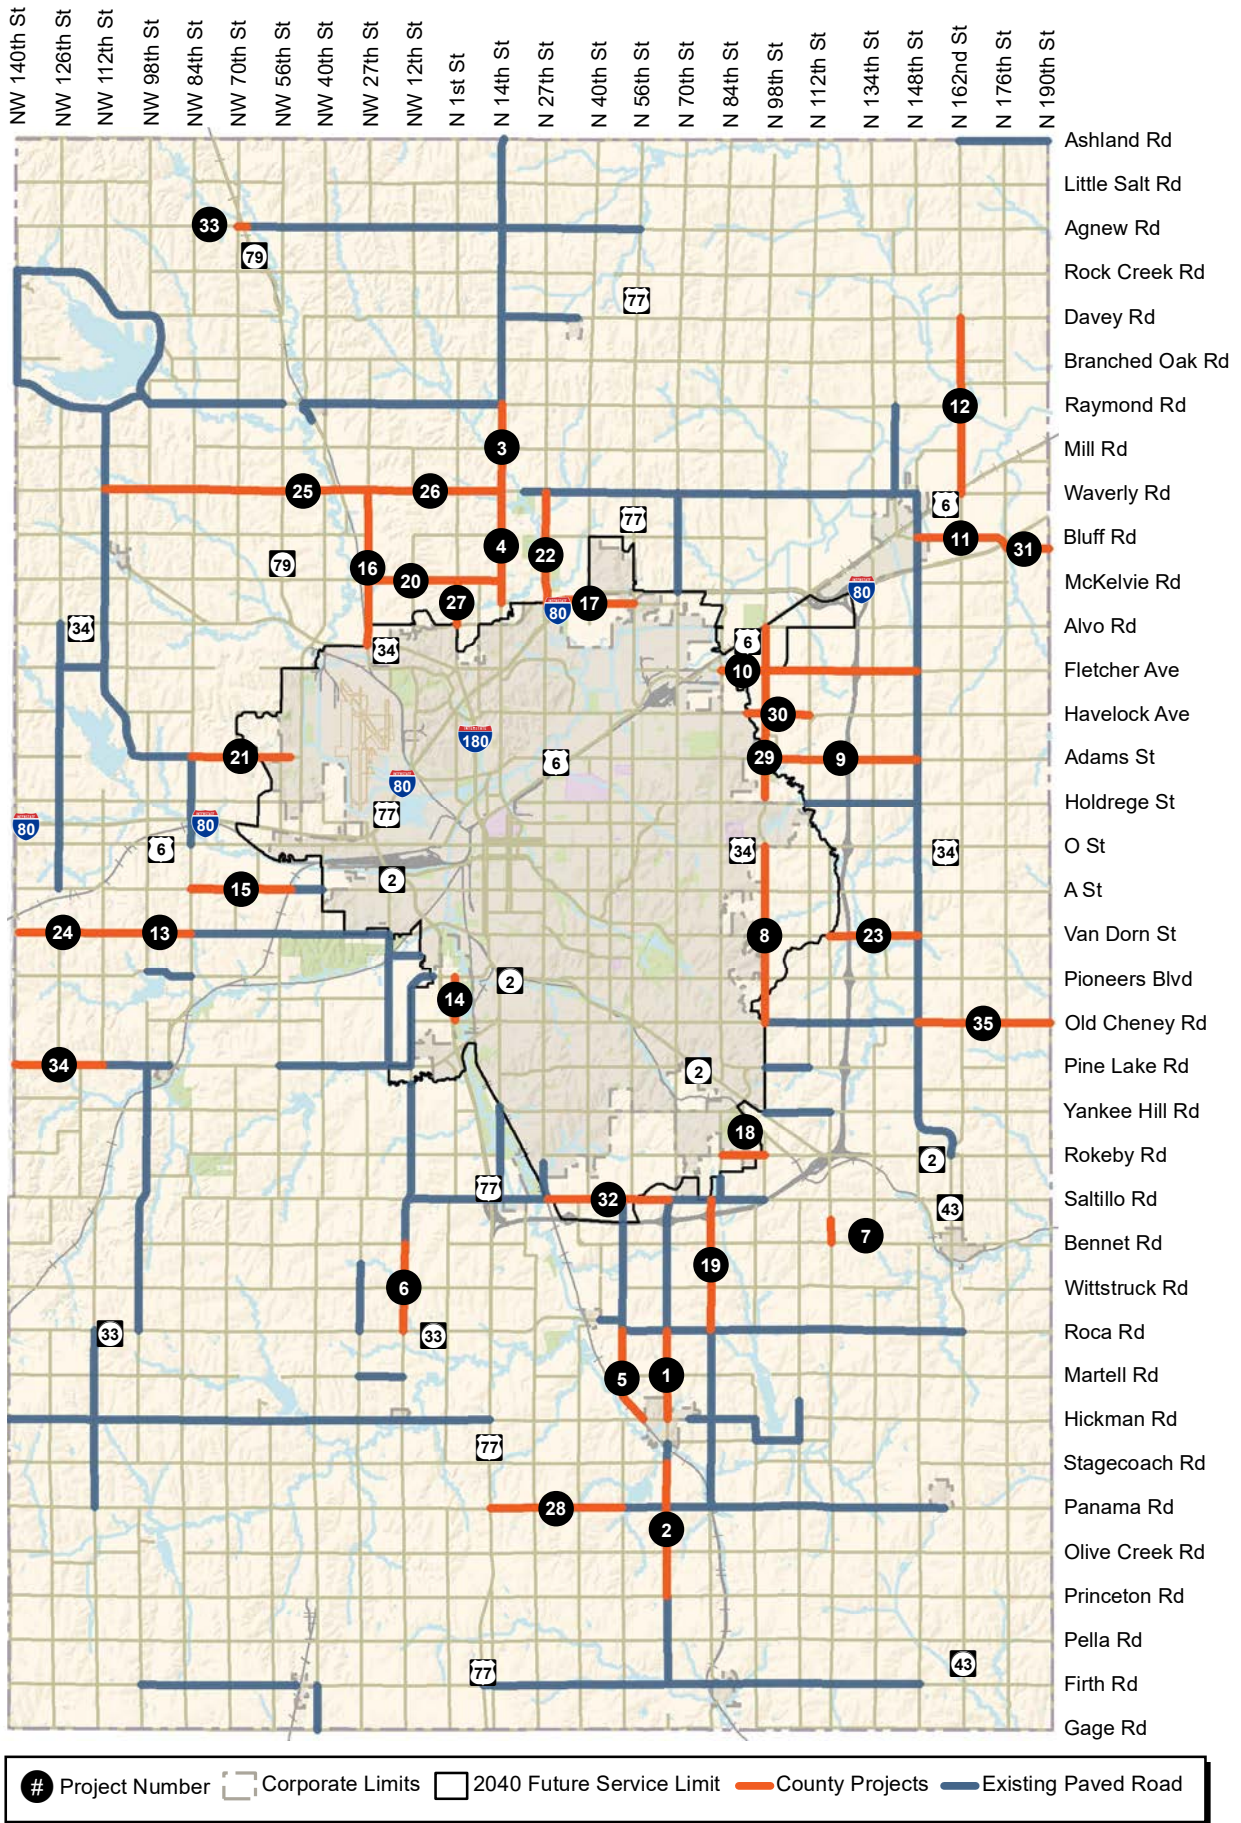 NW 140th St
NW 126th St
NW 112th St
NW 98th St
NW 84th St
NW 70th St
NW 56th St
NW 40th St
NW 27th St
NW 12th St
N 1st St
N 14th St
N 27th St
N 40th St
N 56th St
N 70th St
N 84th St
N 98th St
N 112th St
N 134th St
N 148th St
N 162nd St
N 176th St
N 190th St
Ashland Rd
Little Salt Rd
33
Agnew Rd
79
Rock Creek Rd
77
Davey Rd
Branched Oak Rd
12
Raymond Rd
3
Mill Rd
25
26
Waverly Rd
6
77
11
Bluff Rd
4
22
31
79
16
20
McKelvie Rd
80
27
80
17
34
Alvo Rd
6
34
10
Fletcher Ave
30
Havelock Ave
180
21
6
29
9
Adams St
80
Holdrege St
77
80
80
6
34
34
O St
2
15
A St
24
13
8
23
Van Dorn St
2
Pioneers Blvd
14
35
Old Cheney Rd
34
2
Pine Lake Rd
Yankee Hill Rd
18
2
Rokeby Rd
77
32
Saltillo Rd
43
7
Bennet Rd
19
6
Wittstruck Rd
33
33
Roca Rd
5
1
Martell Rd
Hickman Rd
77
Stagecoach Rd
28
Panama Rd
2
Olive Creek Rd
Princeton Rd
Pella Rd
43
77
Firth Rd
Gage Rd
# Project Number Corporate Limits 2040 Future Service Limit County Projects Existing Paved Road